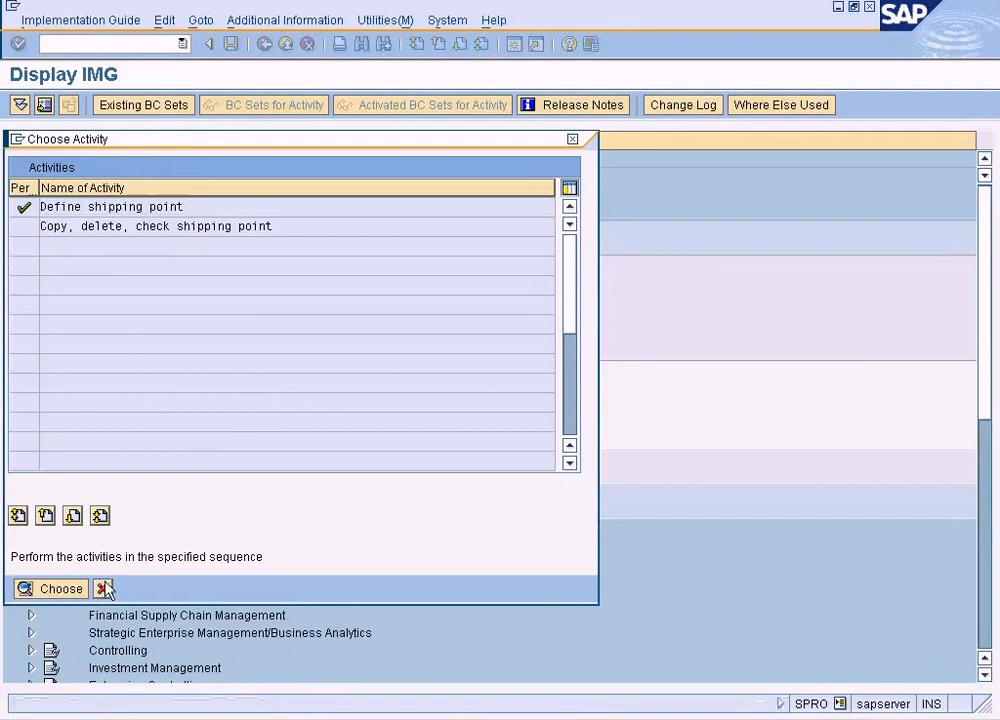 Implementation Guide Edit Goto Additional Information Utilities(M) System Help
SAP
Display IMG
Existing BC Sets BC Sets for Activity Activated BC Sets for Activity Release Notes Change Log Where Else Used
Choose Activity
Activities
Per Name of Activity
Define shipping point
Copy, delete, check shipping point
Perform the activities in the specified sequence
Choose
Financial Supply Chain Management
Strategic Enterprise Management/Business Analytics
Controlling
Investment Management
SPRO sapserver INS